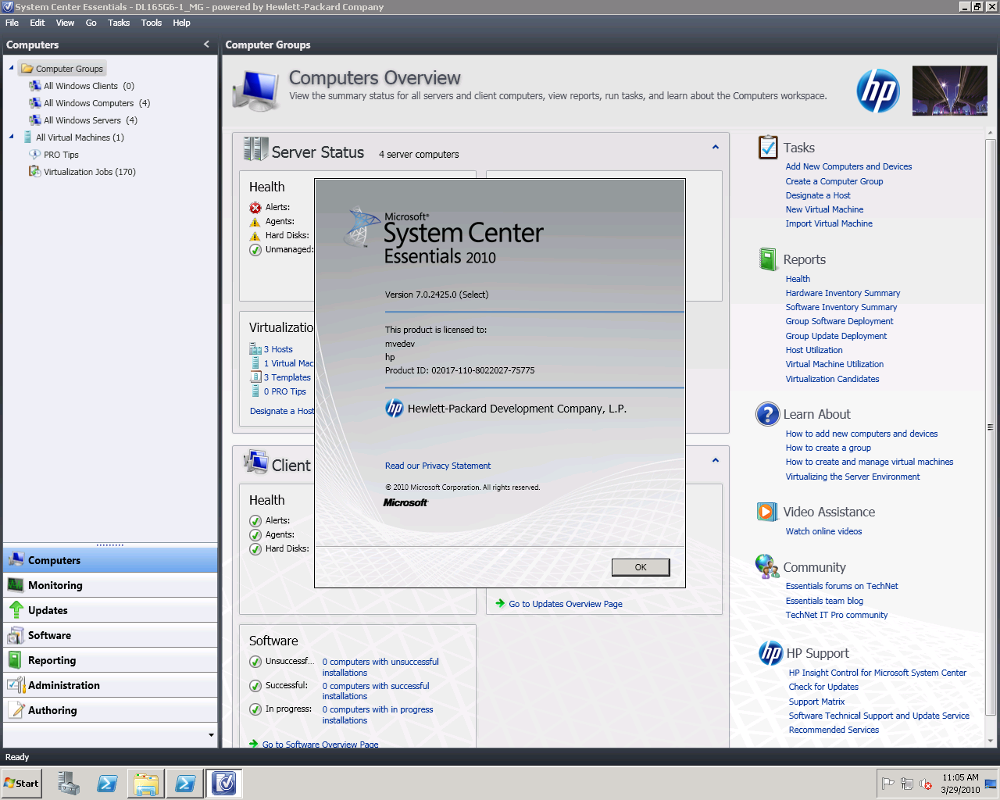 System Center Essentials - DL165G6-1_MG - powered by Hewlett-Packard Company
File Edit View Go Tasks Tools Help
Computers
Computer Groups
All Windows Clients (0)
All Windows Computers (4)
All Windows Servers (4)
All Virtual Machines (1)
PRO Tips
Virtualization Jobs (170)
Computers
Monitoring
Updates
Software
Reporting
Administration
Authoring
Computer Groups
Computers Overview
View the summary status for all servers and client computers, view reports, run tasks, and learn about the Computers workspace.
hp
Server Status 4 server computers
Health
Alerts:
Agents:
Hard Disks:
Unmanaged:
Virtualizatio
3 Hosts
1 Virtual Mac
3 Templates
0 PRO Tips
Designate a Host
Client
Health
Alerts:
Agents:
Hard Disks:
Go to Updates Overview Page
Software
Unsuccessf... 0 computers with unsuccessful
installations
Successful: 0 computers with successful
installations
In progress: 0 computers with in progress
installations
Go to Software Overview Page
Microsoft®
System Center
Essentials 2010
Version 7.0.2425.0 (Select)
This product is licensed to:
mvedev
hp
Product ID: 02017-110-8022027-75775
hp Hewlett-Packard Development Company, L.P.
Read our Privacy Statement
© 2010 Microsoft Corporation. All rights reserved.
Microsoft
OK
Tasks
Add New Computers and Devices
Create a Computer Group
Designate a Host
New Virtual Machine
Import Virtual Machine
Reports
Health
Hardware Inventory Summary
Software Inventory Summary
Group Software Deployment
Group Update Deployment
Host Utilization
Virtual Machine Utilization
Virtualization Candidates
Learn About
How to add new computers and devices
How to create a group
How to create and manage virtual machines
Virtualizing the Server Environment
Video Assistance
Watch online videos
Community
Essentials forums on TechNet
Essentials team blog
TechNet IT Pro community
hp HP Support
HP Insight Control for Microsoft System Center
Check for Updates
Support Matrix
Software Technical Support and Update Service
Recommended Services
Ready
Start
11:05 AM
3/29/2010